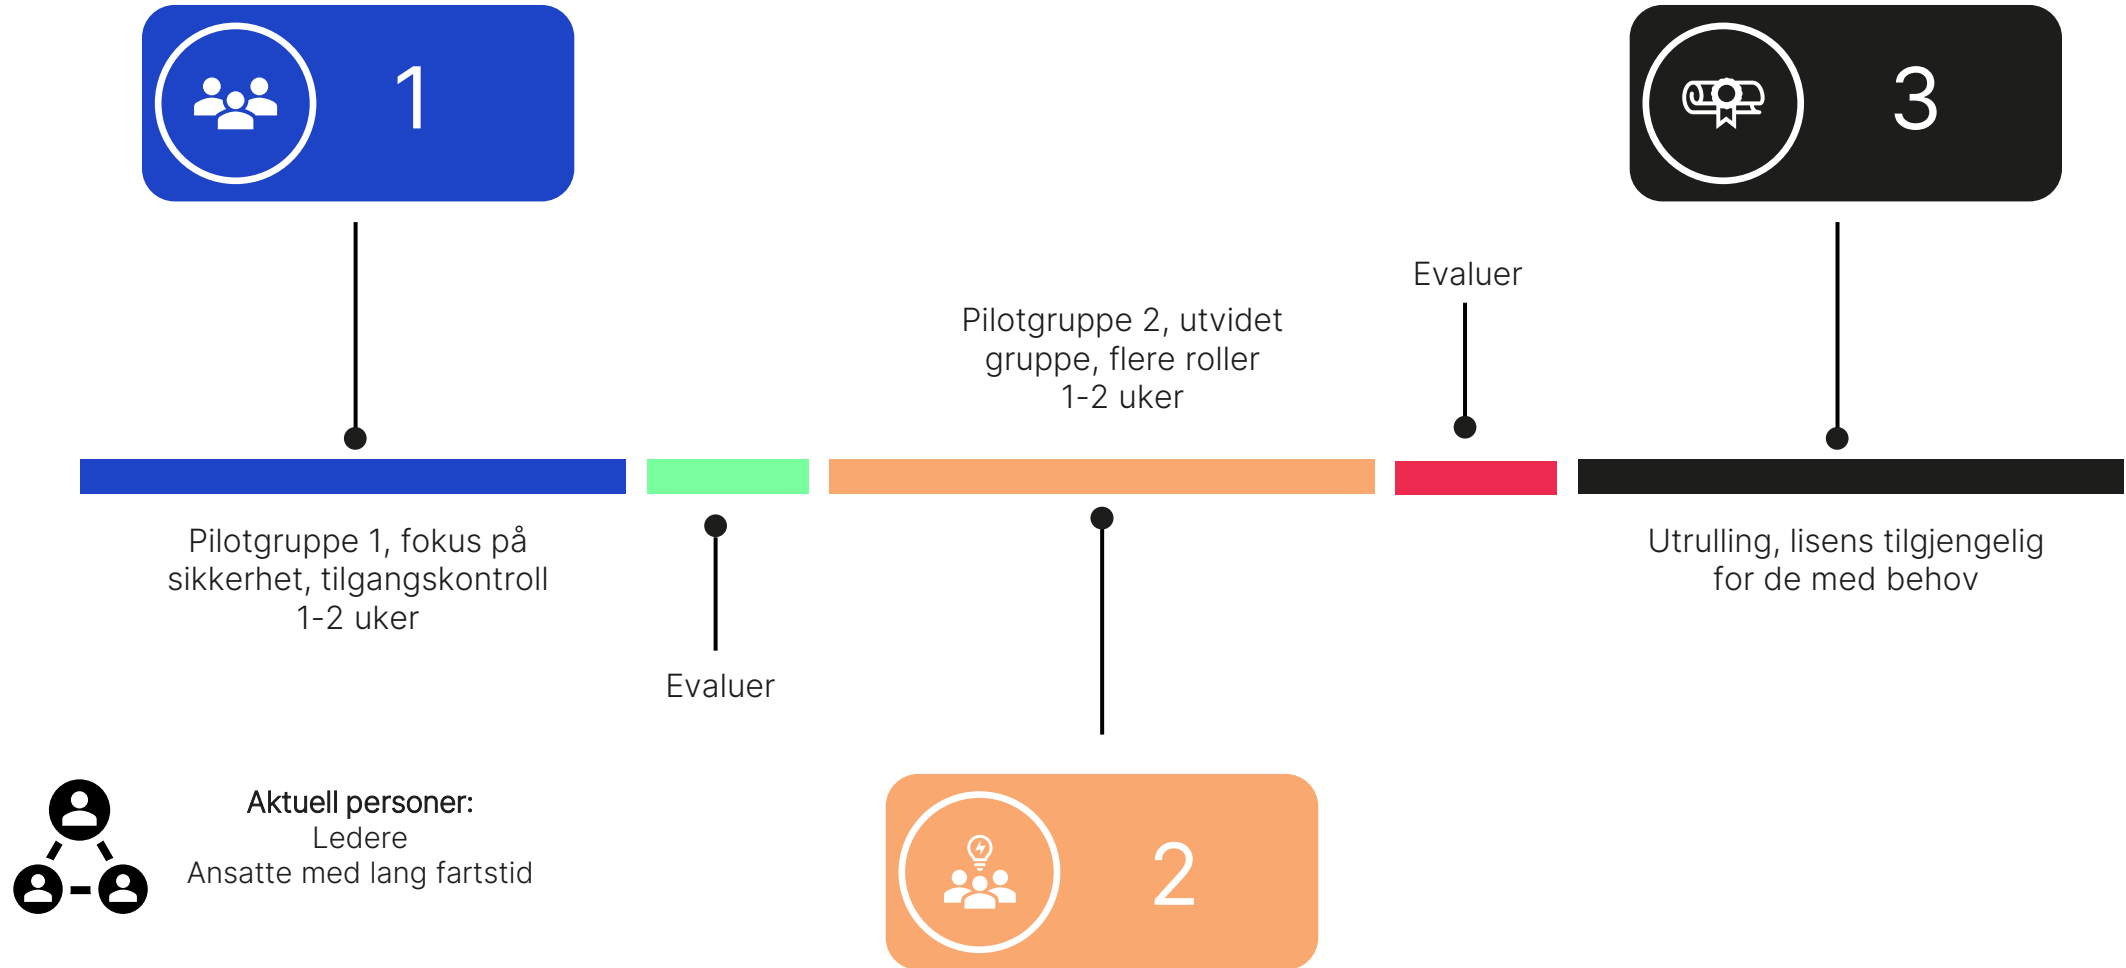 1
3
Evaluer
Pilotgruppe 2, utvidet
gruppe, flere roller
1-2 uker
Pilotgruppe 1, fokus på
sikkerhet, tilgangskontroll
1-2 uker
Utrulling, lisens tilgjengelig
for de med behov
Evaluer
Aktuell personer:
Ledere
Ansatte med lang fartstid
2